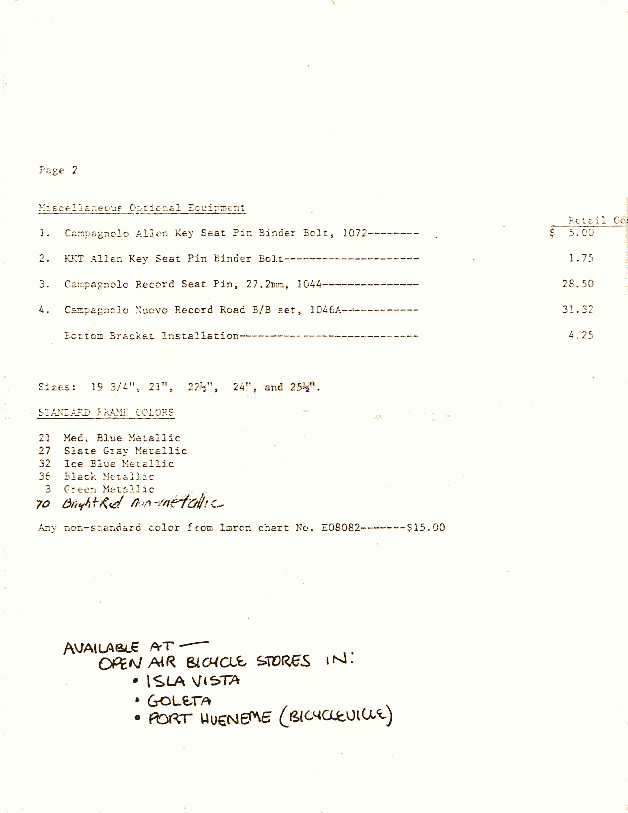 Page 2
Miscellaneous Optional Equipment
Retail Cos
1. Campagnolo Allen Key Seat Pin Binder Bolt, 1072-------- $ 5.00
2. KKT Allen Key Seat Pin Binder Bolt--------------------- 1.75
3. Campagnolo Record Seat Pin, 27.2mm, 1044--------------- 28.50
4. Campagnolo Nuovo Record Road B/B set, 1046A------------ 31.32
Bottom Bracket Installation---------------------------- 4.25
Sizes: 19 3/4", 21", 22½", 24", and 25½".
STANDARD FRAME COLORS
21 Med. Blue Metallic
27 Slate Gray Metallic
32 Ice Blue Metallic
36 Black Metallic
3 Green Metallic
70 Bright Red non-metallic
Any non-standard color from Imron chart No. E08082-------$15.00
AVAILABLE AT —
OPEN AIR BICYCLE STORES IN:
• ISLA VISTA
• GOLETA
• PORT HUENEME (BICYCLEVILLE)